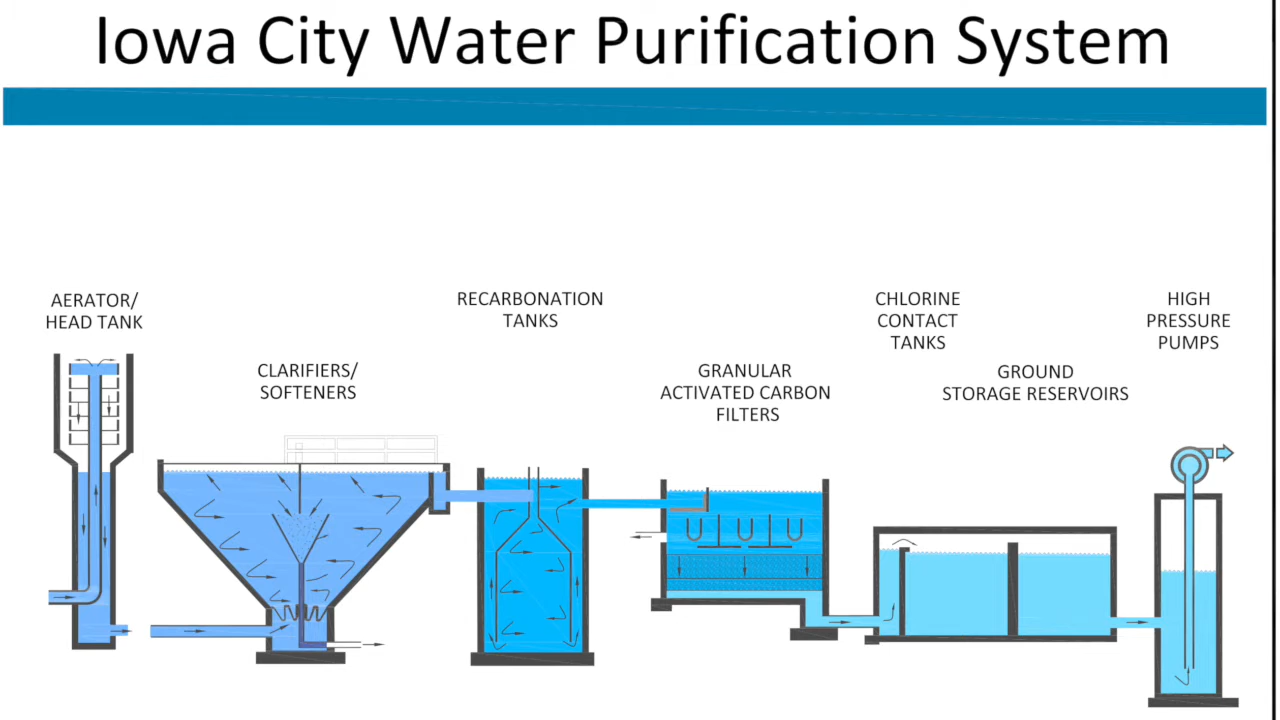 Iowa City Water Purification System
AERATOR/
HEAD TANK
CLARIFIERS/
SOFTENERS
RECARBONATION
TANKS
GRANULAR
ACTIVATED CARBON
FILTERS
CHLORINE
CONTACT
TANKS
GROUND
STORAGE RESERVOIRS
HIGH
PRESSURE
PUMPS